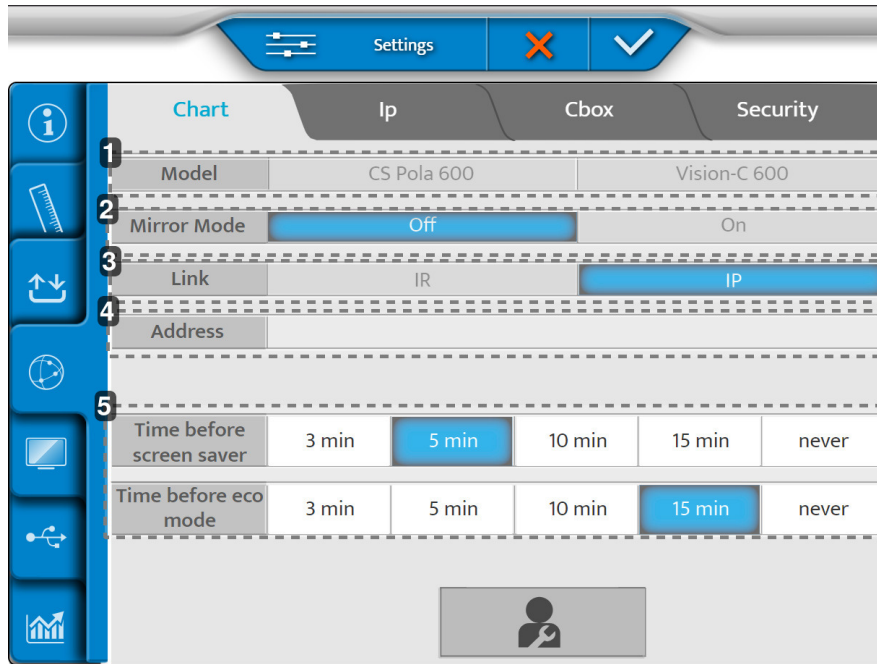 Settings
Chart Ip Cbox Security
1
Model CS Pola 600 Vision-C 600
2
Mirror Mode Off On
3
Link IR IP
4
Address
5
Time before
screen saver 3 min 5 min 10 min 15 min never
Time before eco
mode 3 min 5 min 10 min 15 min never